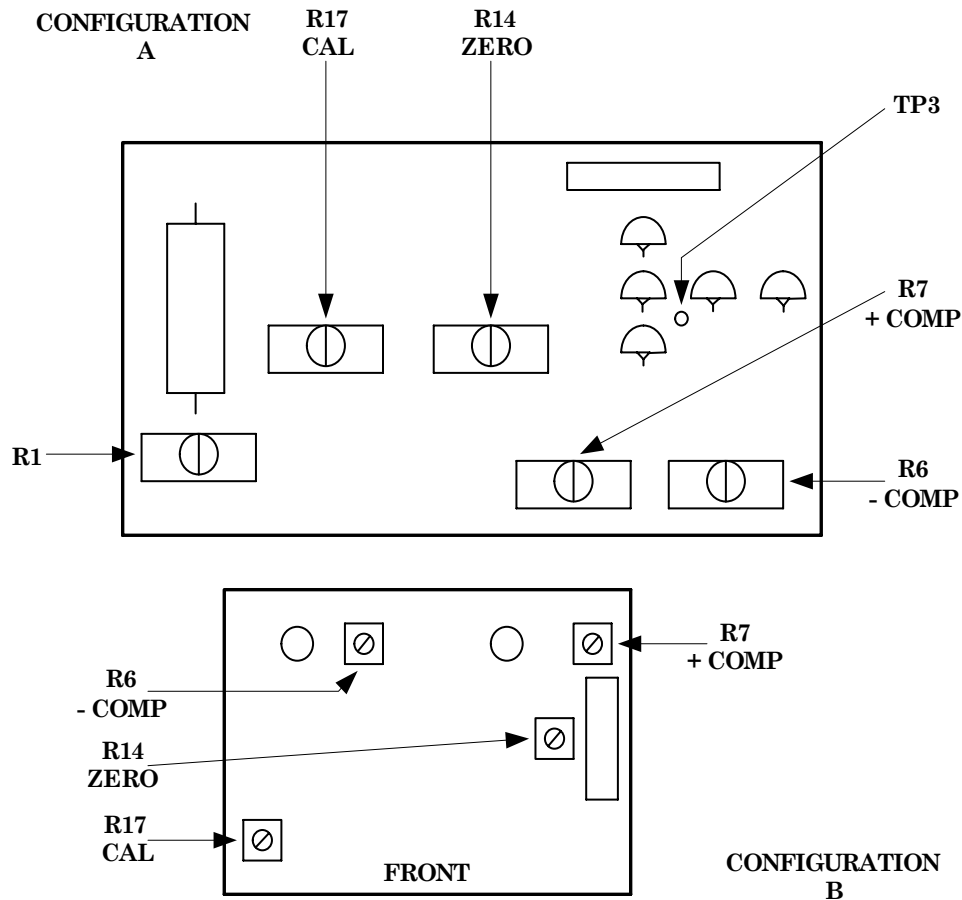 CONFIGURATION
A
R17
CAL
R14
ZERO
TP3
R7
+ COMP
R1
R6
- COMP
R7
+ COMP
R6
- COMP
R14
ZERO
R17
CAL
FRONT
CONFIGURATION
B